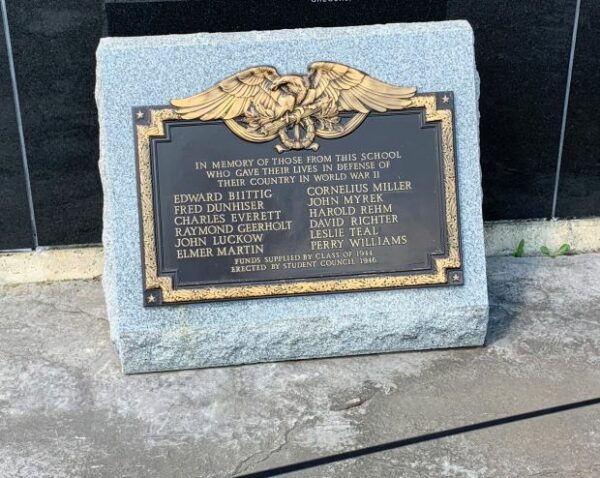 IN MEMORY OF THOSE FROM THIS SCHOOL
WHO GAVE THEIR LIVES IN DEFENSE OF
THEIR COUNTRY IN WORLD WAR II
EDWARD BIITTIG
FRED DUNHISER
CHARLES EVERETT
RAYMOND GEERHOLT
JOHN LUCKOW
ELMER MARTIN
CORNELIUS MILLER
JOHN MYREK
HAROLD REHM
DAVID RICHTER
LESLIE TEAL
PERRY WILLIAMS
FUNDS SUPPLIED BY CLASS OF 1944
ERECTED BY STUDENT COUNCIL 1946